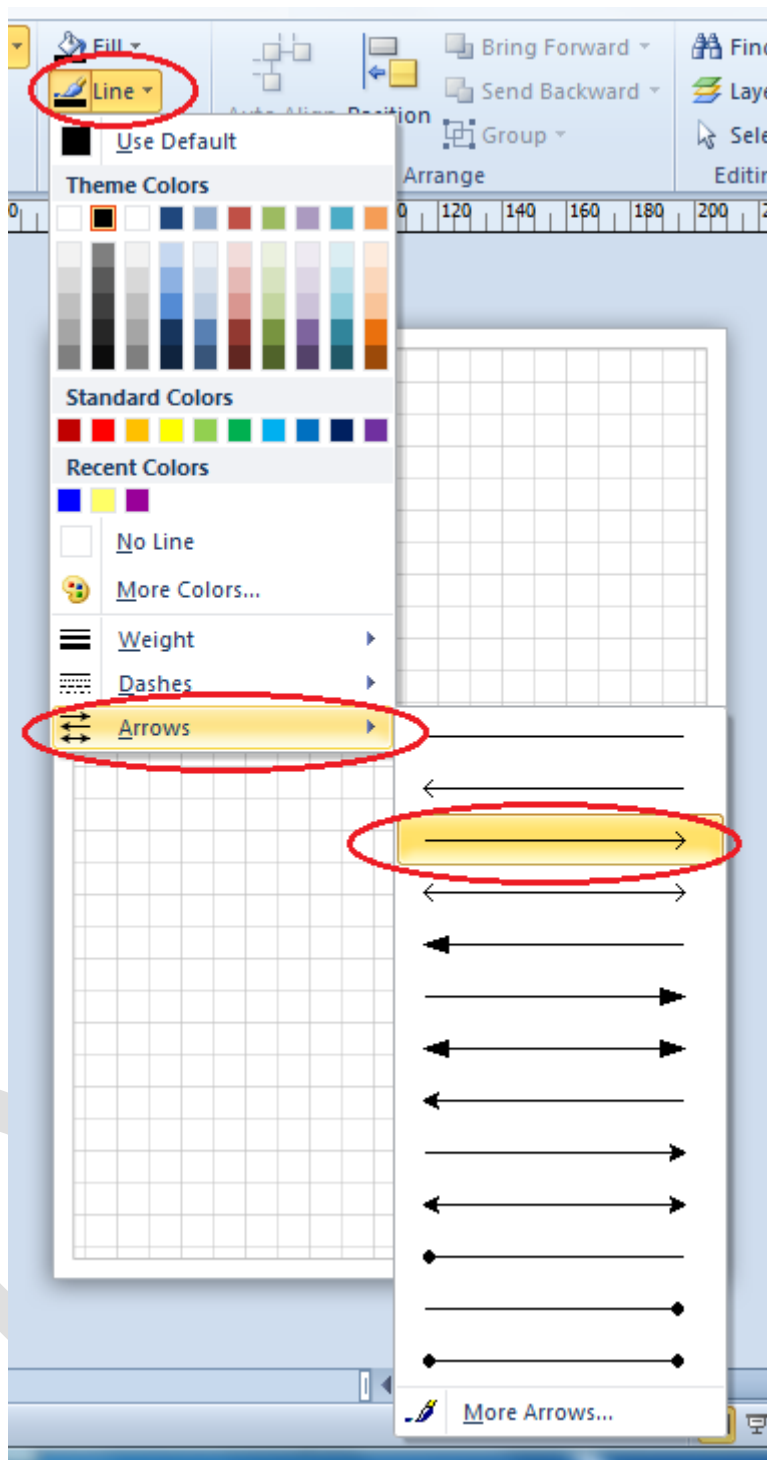 Fill
Bring Forward
Line
Send Backward
Position
Group
Use Default
Arrange
Theme Colors
120 140 160 180 200
Standard Colors
Recent Colors
No Line
More Colors...
Weight
Dashes
Arrows
More Arrows...